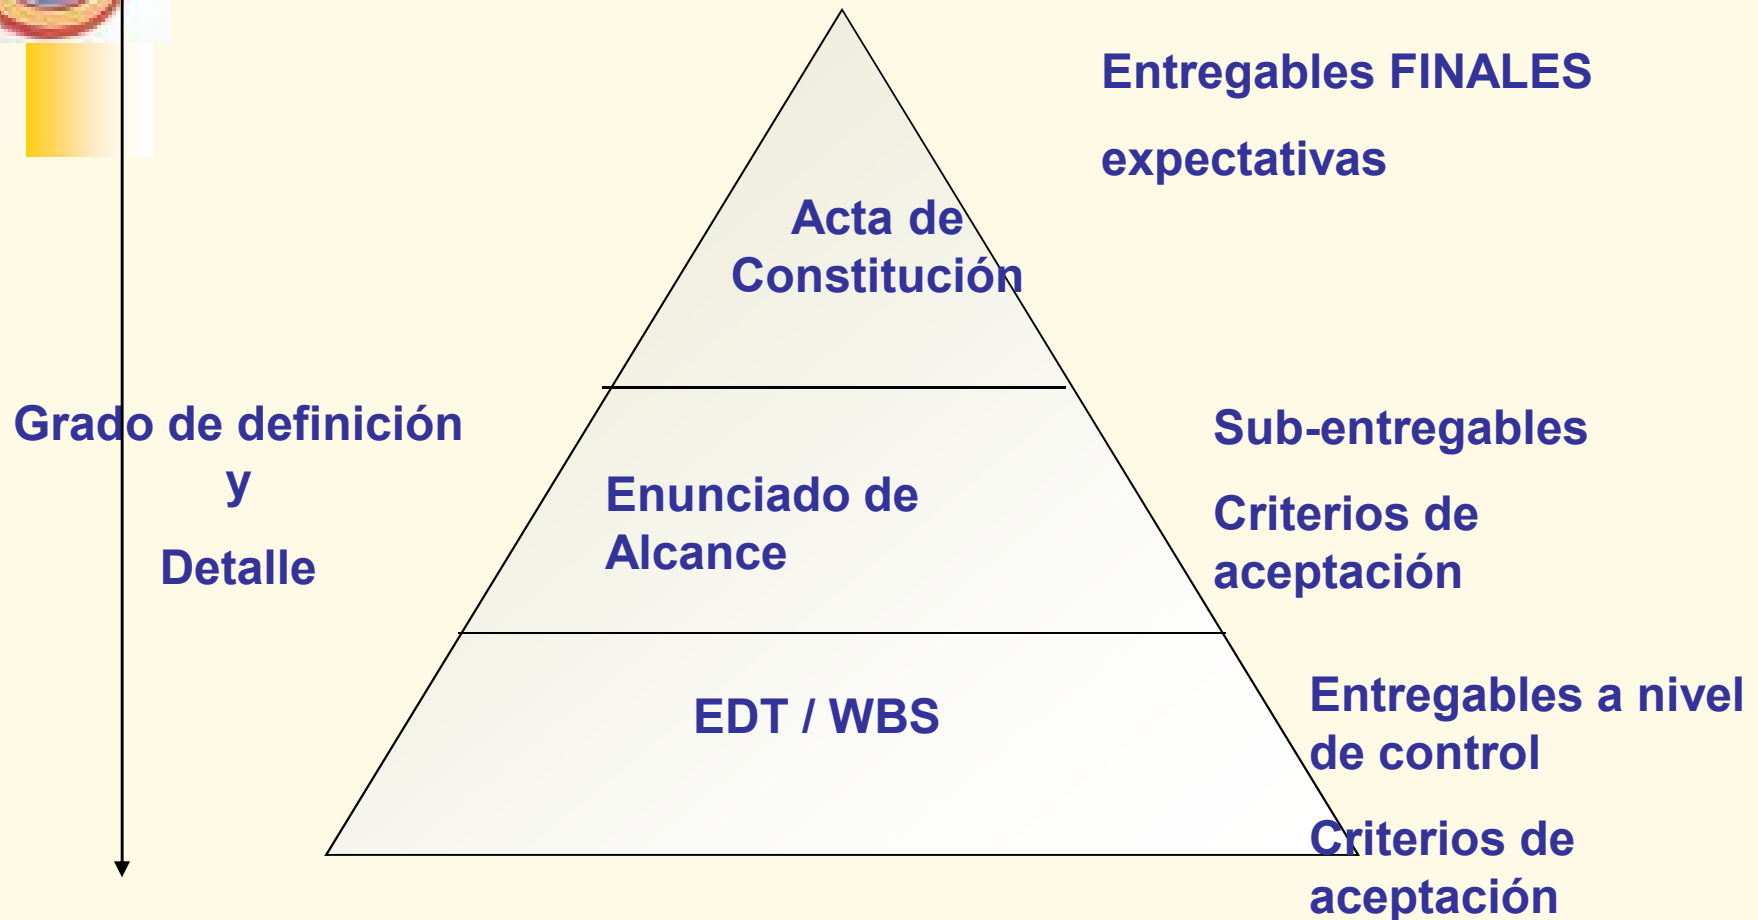 Entregables FINALES
expectativas
Acta de
Constitución
Grado de definición
y
Detalle
Enunciado de
Alcance
Sub-entregables
Criterios de
aceptación
EDT / WBS
Entregables a nivel
de control
Criterios de
aceptación